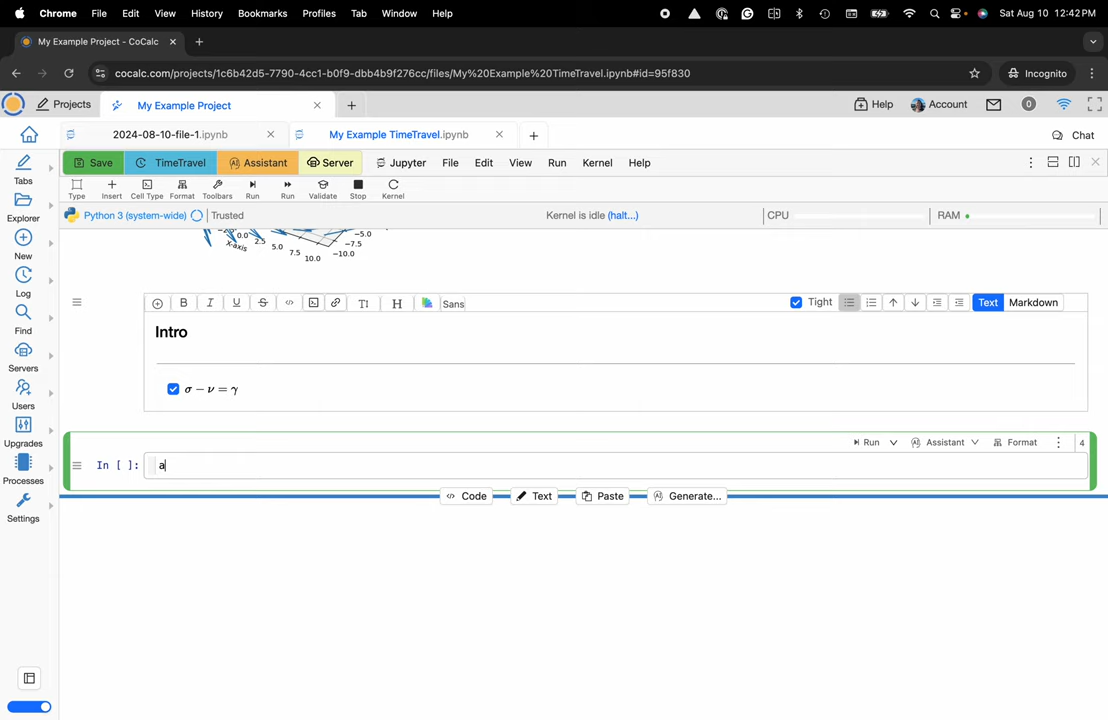 Chrome File Edit View History Bookmarks Profiles Tab Window Help Sat Aug 10 12:42 PM
My Example Project - CoCalc
cocalc.com/projects/1c6b42d5-7790-4cc1-b0f9-dbb4b9f276cc/files/My%20Example%20TimeTravel.ipynb#id=95f830 Incognito
Projects My Example Project Help Account 0
2024-08-10-file-1.ipynb My Example TimeTravel.ipynb Chat
Save TimeTravel Assistant Server Jupyter File Edit View Run Kernel Help
Type Insert Cell Type Format Toolbars Run Run Validate Stop Kernel
Python 3 (system-wide) Trusted Kernel is idle (halt...) CPU RAM
Tabs
Explorer
New
Log
Find
Servers
Users
Upgrades
Processes
Settings
0.0 2.5 5.0 7.5 10.0 -10.0 -7.5 -5.0
X-axis
B I U S </> TI H Sans Tight Text Markdown
Intro
σ − ν = γ
Run Assistant Format 4
In [ ]: a
Code Text Paste Generate...